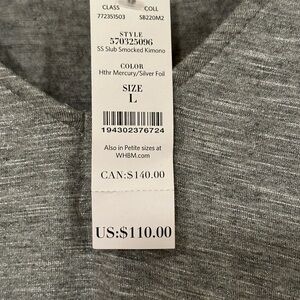 CLASS COLL
772351503 SB220M2
STYLE
570325096
SS Slub Smocked Kimono
COLOR
Hthr Mercury/Silver Foil
SIZE
L
194302376724
Also in Petite sizes at
WHBM.com
CAN:$140.00
US:$110.00